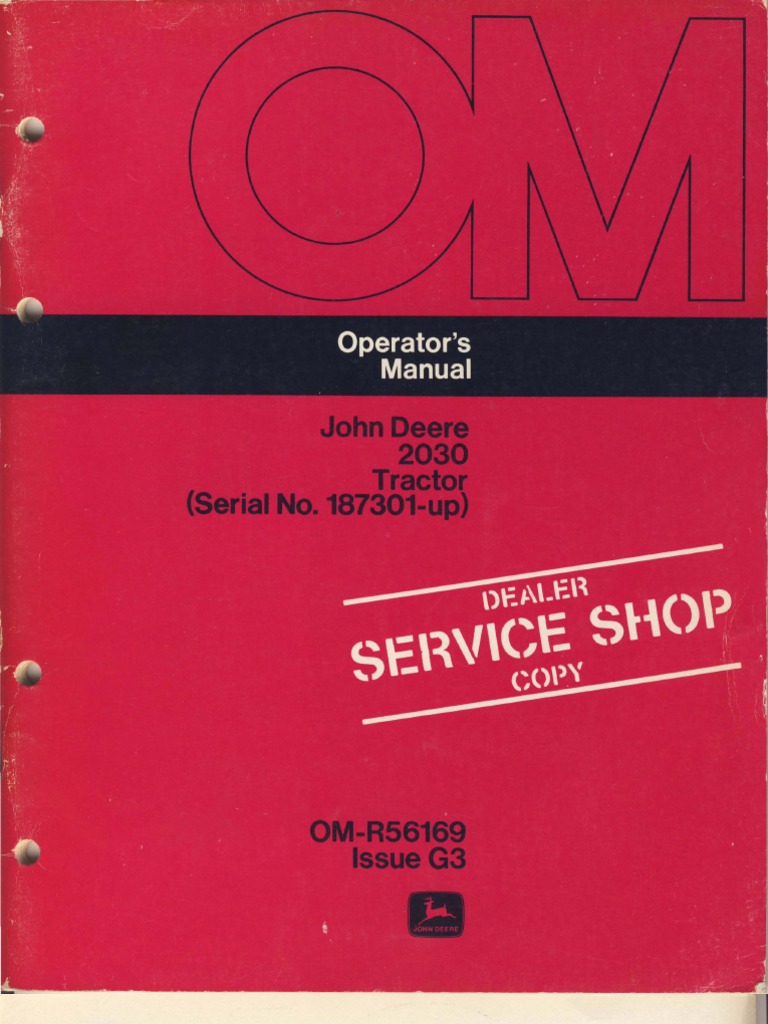 OM
Operator's
Manual
John Deere
2030
Tractor
(Serial No. 187301-up)
DEALER
SERVICE SHOP
COPY
OM-R56169
Issue G3
JOHN DEERE